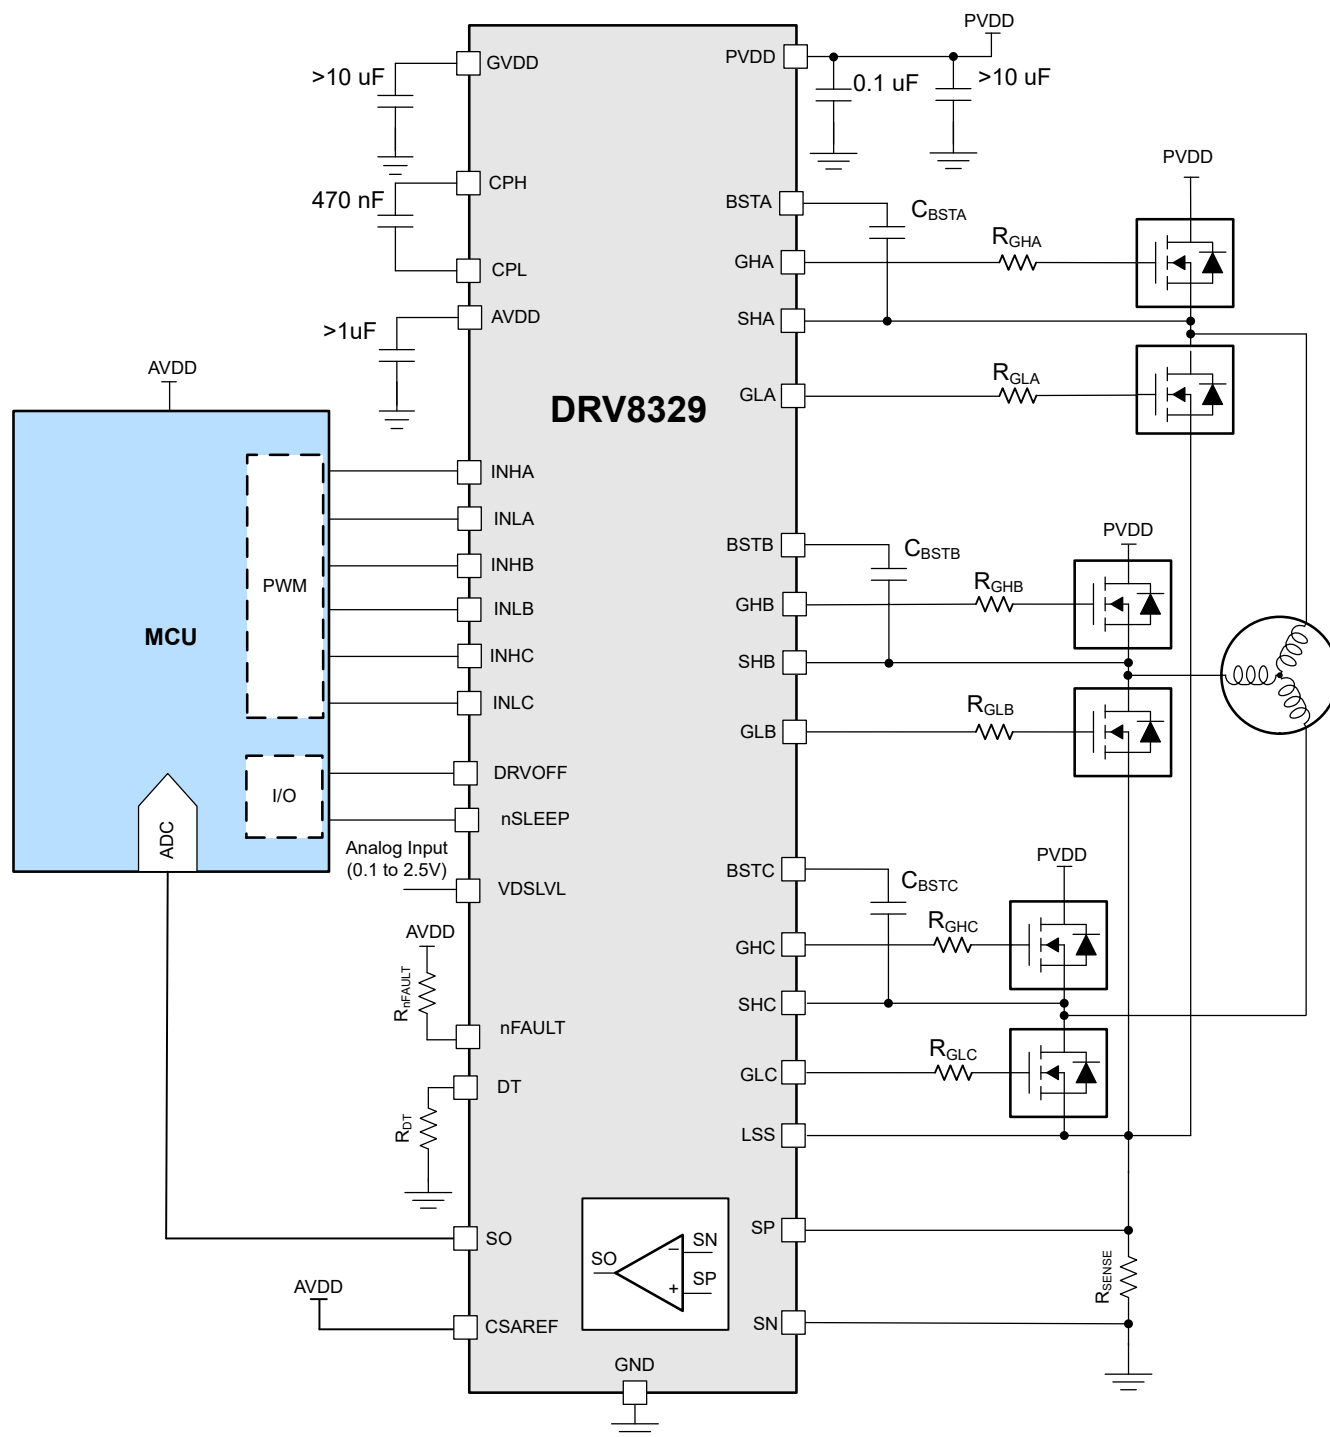 PVDD
GVDD
PVDD
>10 uF
0.1 uF
>10 uF
CPH
470 nF
CPL
BSTA
CBSTA
PVDD
RGHA
GHA
AVDD
SHA
>1uF
AVDD
RGLA
GLA
DRV8329
INHA
INLA
INHB
INLB
INHC
INLC
PWM
MCU
BSTB
CBSTB
PVDD
RGHB
GHB
SHB
RGLB
GLB
DRVOFF
I/O
nSLEEP
ADC
Analog Input
(0.1 to 2.5V)
VDSLVL
BSTC
CBSTC
PVDD
RGHC
GHC
AVDD
RnFAULT
nFAULT
SHC
RGLC
GLC
DT
RDT
LSS
SO
SO
SN
SP
SP
RSENSE
AVDD
CSAREF
SN
GND